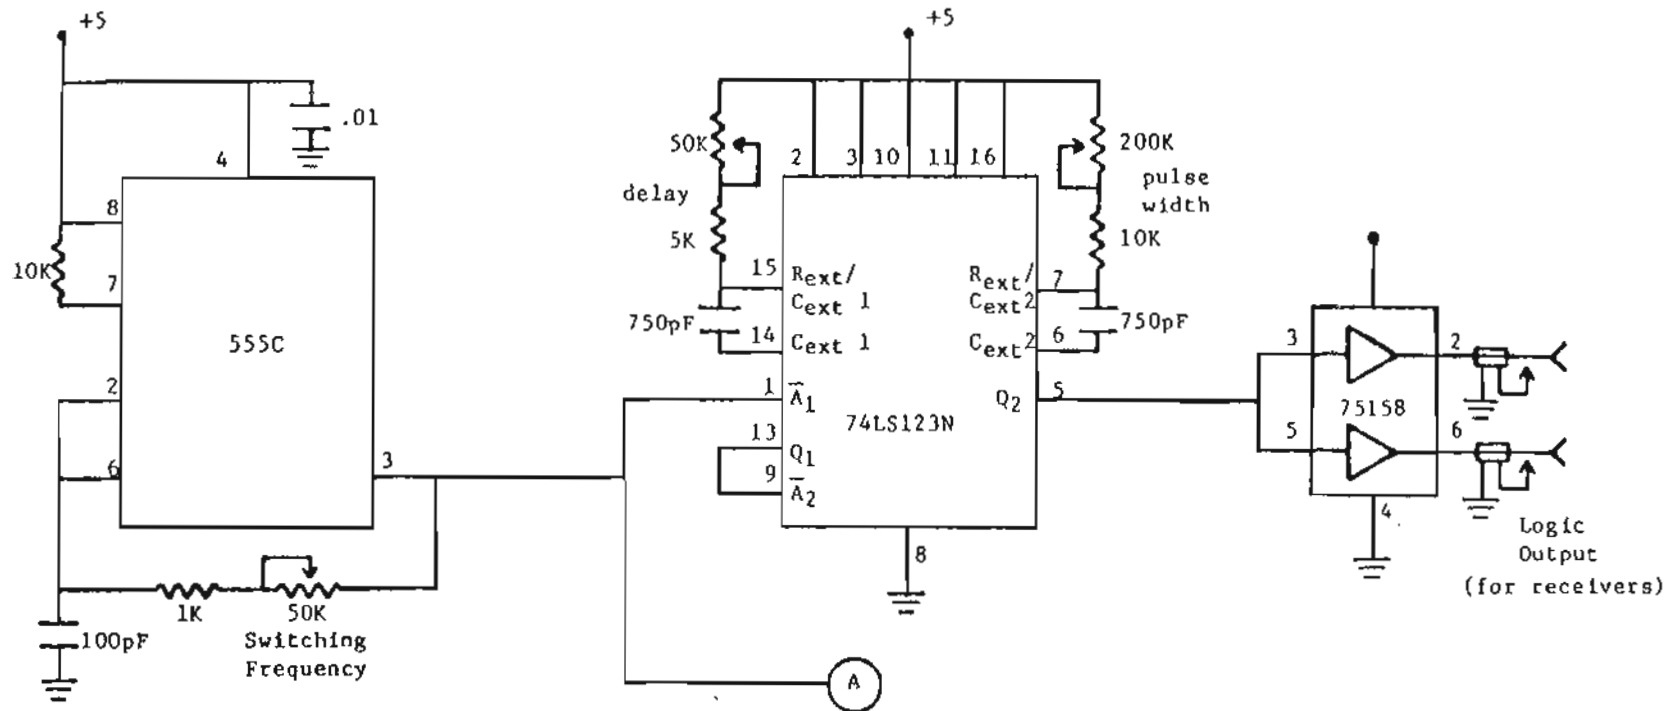 +5
.01
4
8
10K
7
555C
2
6
3
1K
50K
100pF
Switching
Frequency
A
+5
50K
delay
5K
2
3
10
11
16
200K
pulse
width
10K
15
Rext/
Cext 1
750pF
14
Cext 1
Rext/
Cext2
7
750pF
Cext2
6
1
A̅1
Q2
5
74LS123N
13
Q1
9
A̅2
8
3
2
75158
5
6
4
Logic
Output
(for receivers)